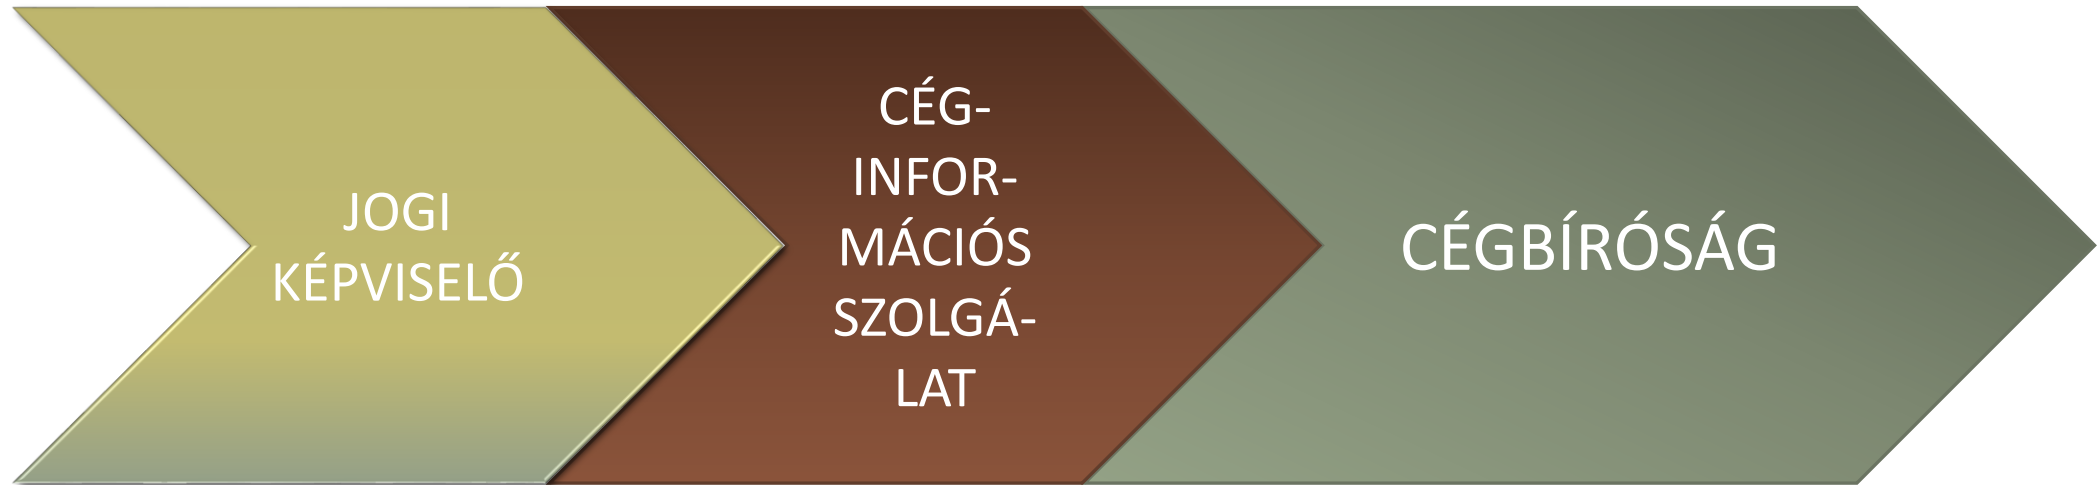 JOGI
KÉPVISELŐ
CÉG-
INFOR-
MÁCIÓS
SZOLGÁ-
LAT
CÉGBÍRÓSÁG